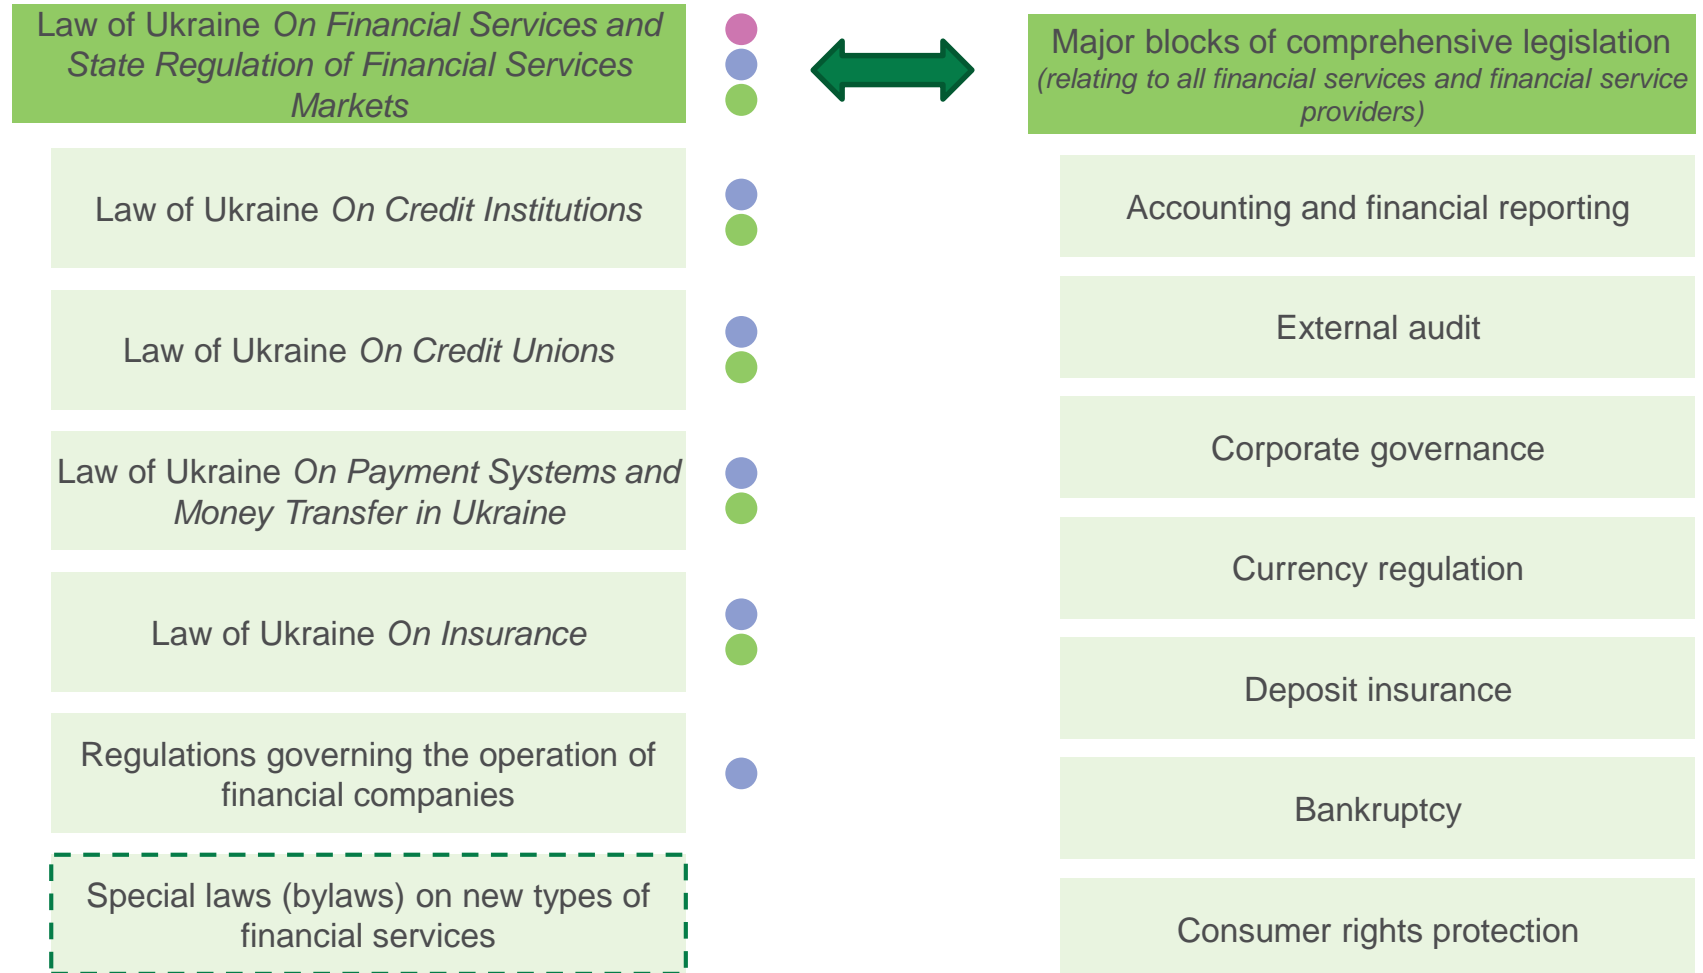 Law of Ukraine On Financial Services and
State Regulation of Financial Services
Markets
Law of Ukraine On Credit Institutions
Law of Ukraine On Credit Unions
Law of Ukraine On Payment Systems and
Money Transfer in Ukraine
Law of Ukraine On Insurance
Regulations governing the operation of
financial companies
Special laws (bylaws) on new types of
financial services
Major blocks of comprehensive legislation
(relating to all financial services and financial service
providers)
Accounting and financial reporting
External audit
Corporate governance
Currency regulation
Deposit insurance
Bankruptcy
Consumer rights protection